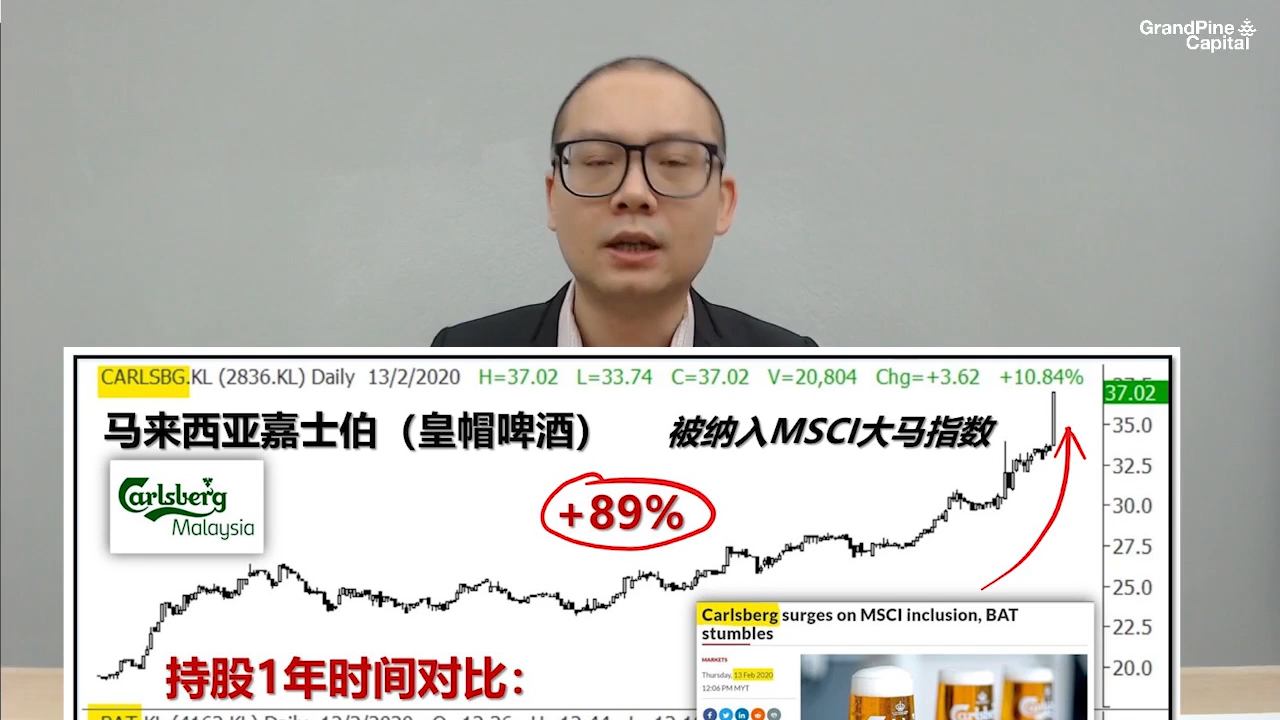 GrandPine
Capital
CARLSBG.KL (2836.KL) Daily 13/2/2020 H=37.02 L=33.74 C=37.02 V=20,804 Chg=+3.62 +10.84%
37.02
马来西亚嘉士伯（皇帽啤酒） 被纳入MSCI大马指数
35.0
32.5
Carlsberg
Malaysia
+89%
30.0
27.5
25.0
Carlsberg surges on MSCI inclusion, BAT
stumbles
22.5
持股1年时间对比：
MARKETS
Thursday, 13 Feb 2020
12:06 PM MYT
20.0